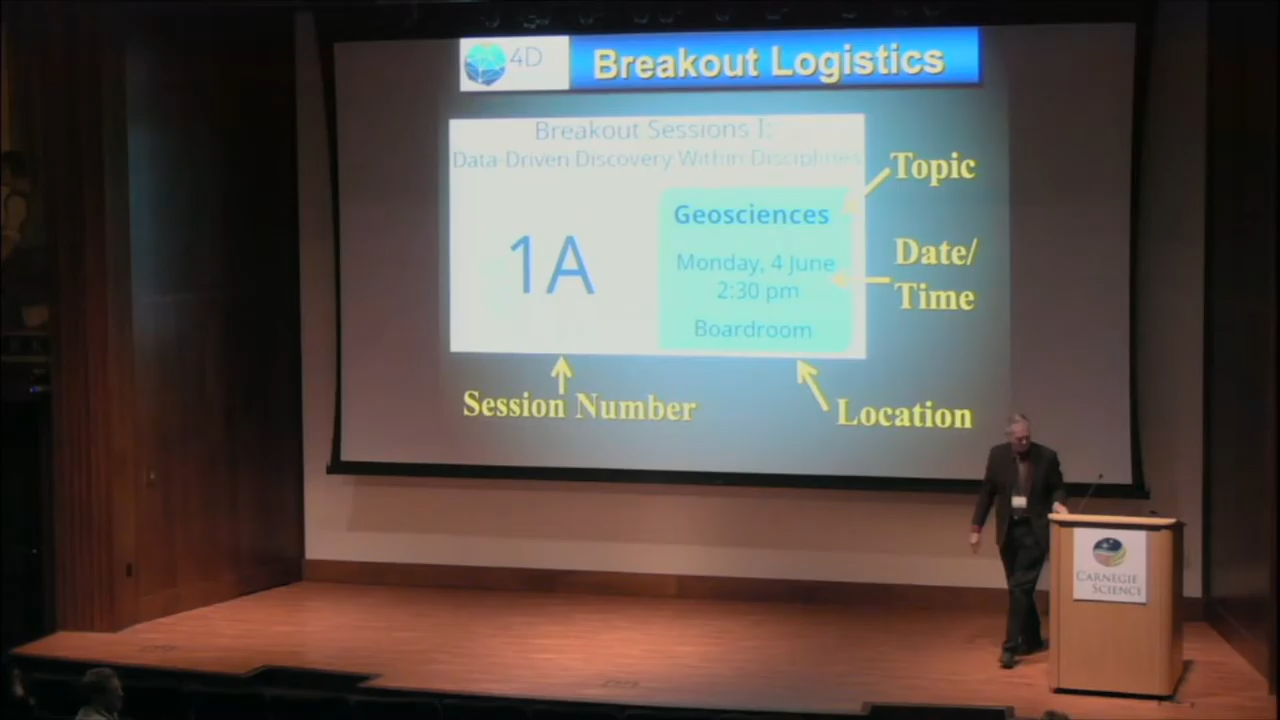 4D
Breakout Logistics
Breakout Sessions I:
Data-Driven Discovery Within Disciplines
Topic
Geosciences
1A
Monday, 4 June
2:30 pm
Date/
Time
Boardroom
Session Number
Location
CARNEGIE
SCIENCE